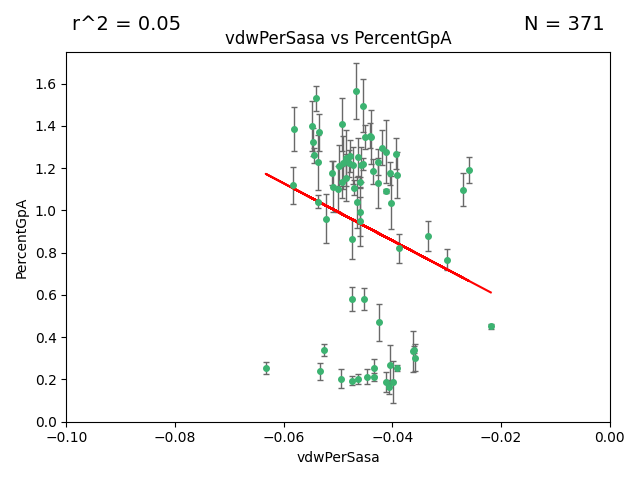 r^2 = 0.05
N = 371
vdwPerSasa vs PercentGpA
PercentGpA
1.6
1.4
1.2
1.0
0.8
0.6
0.4
0.2
0.0
−0.10 −0.08 −0.06 −0.04 −0.02 0.00
vdwPerSasa